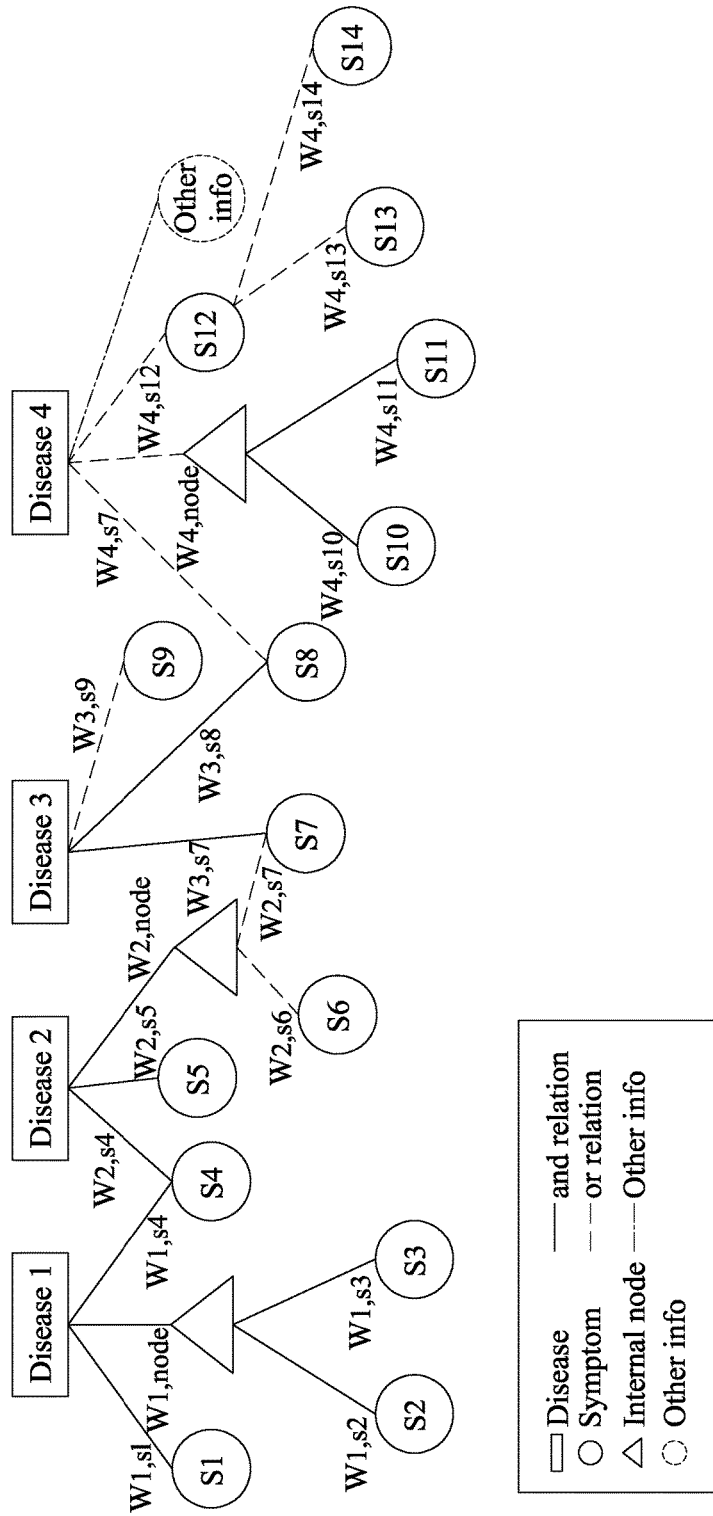 Disease 1
Disease 2
Disease 3
Disease 4
W1,sl
W1,node
W1,s4
W2,s4
W2,s5
W2,node
W3,s7
W3,s8
W3,s9
W4,s7
W4,node
W4,s12
Other
info
S1
S4
S5
S9
S12
W1,s2
W1,s3
W2,s6
W2,s7
W4,s10
W4,s11
W4,s13
W4,s14
S2
S3
S6
S7
S8
S10
S11
S13
S14
Disease
and relation
Symptom
or relation
Internal node
Other info
Other info